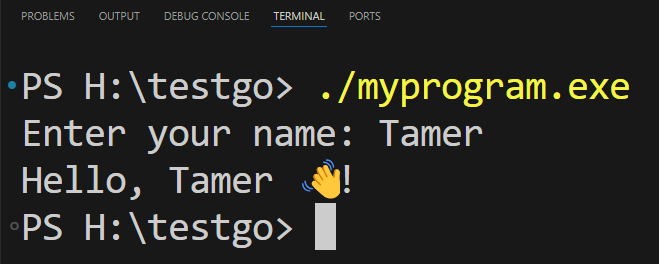 PROBLEMS OUTPUT DEBUG CONSOLE TERMINAL PORTS
PS H:\testgo> ./myprogram.exe
Enter your name: Tamer
Hello, Tamer 👋!
PS H:\testgo>